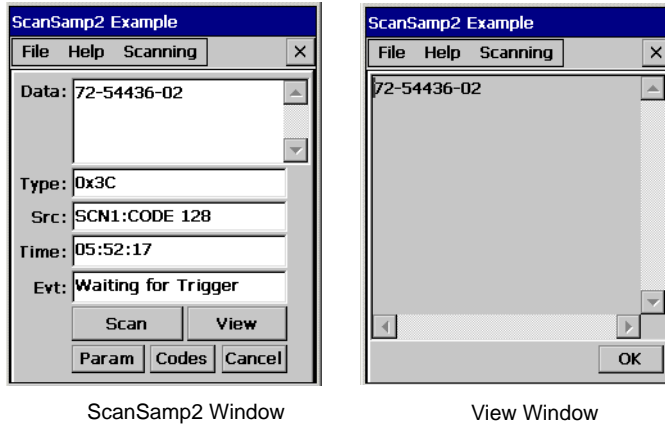 ScanSamp2 Example
File Help Scanning
Data: 72-54436-02
Type: 0x3C
Src: SCN1:CODE 128
Time: 05:52:17
Evt: Waiting for Trigger
Scan View
Param Codes Cancel
ScanSamp2 Window
ScanSamp2 Example
File Help Scanning
72-54436-02
OK
View Window